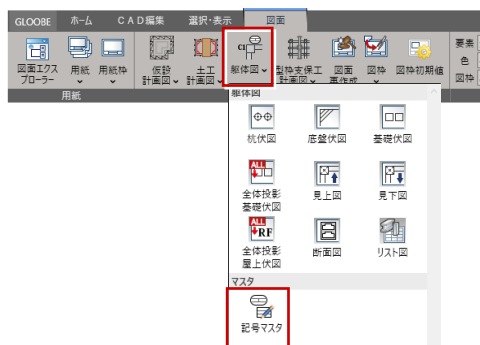 GLOOBE ホーム CAD編集 選択・表示 図面
図面エクス
プローラー
用紙
用紙枠
仮設
計画図
土工
計画図
躯体図
型枠支保工
計画図
図面
再作成
図枠
図枠初期値
要素
色
図枠
用紙
躯体図
杭伏図 底盤伏図 基礎伏図
ALL
全体投影
基礎伏図
見上図 見下図
ALL
RF
全体投影
屋上伏図
断面図 リスト図
マスタ
記号マスタ